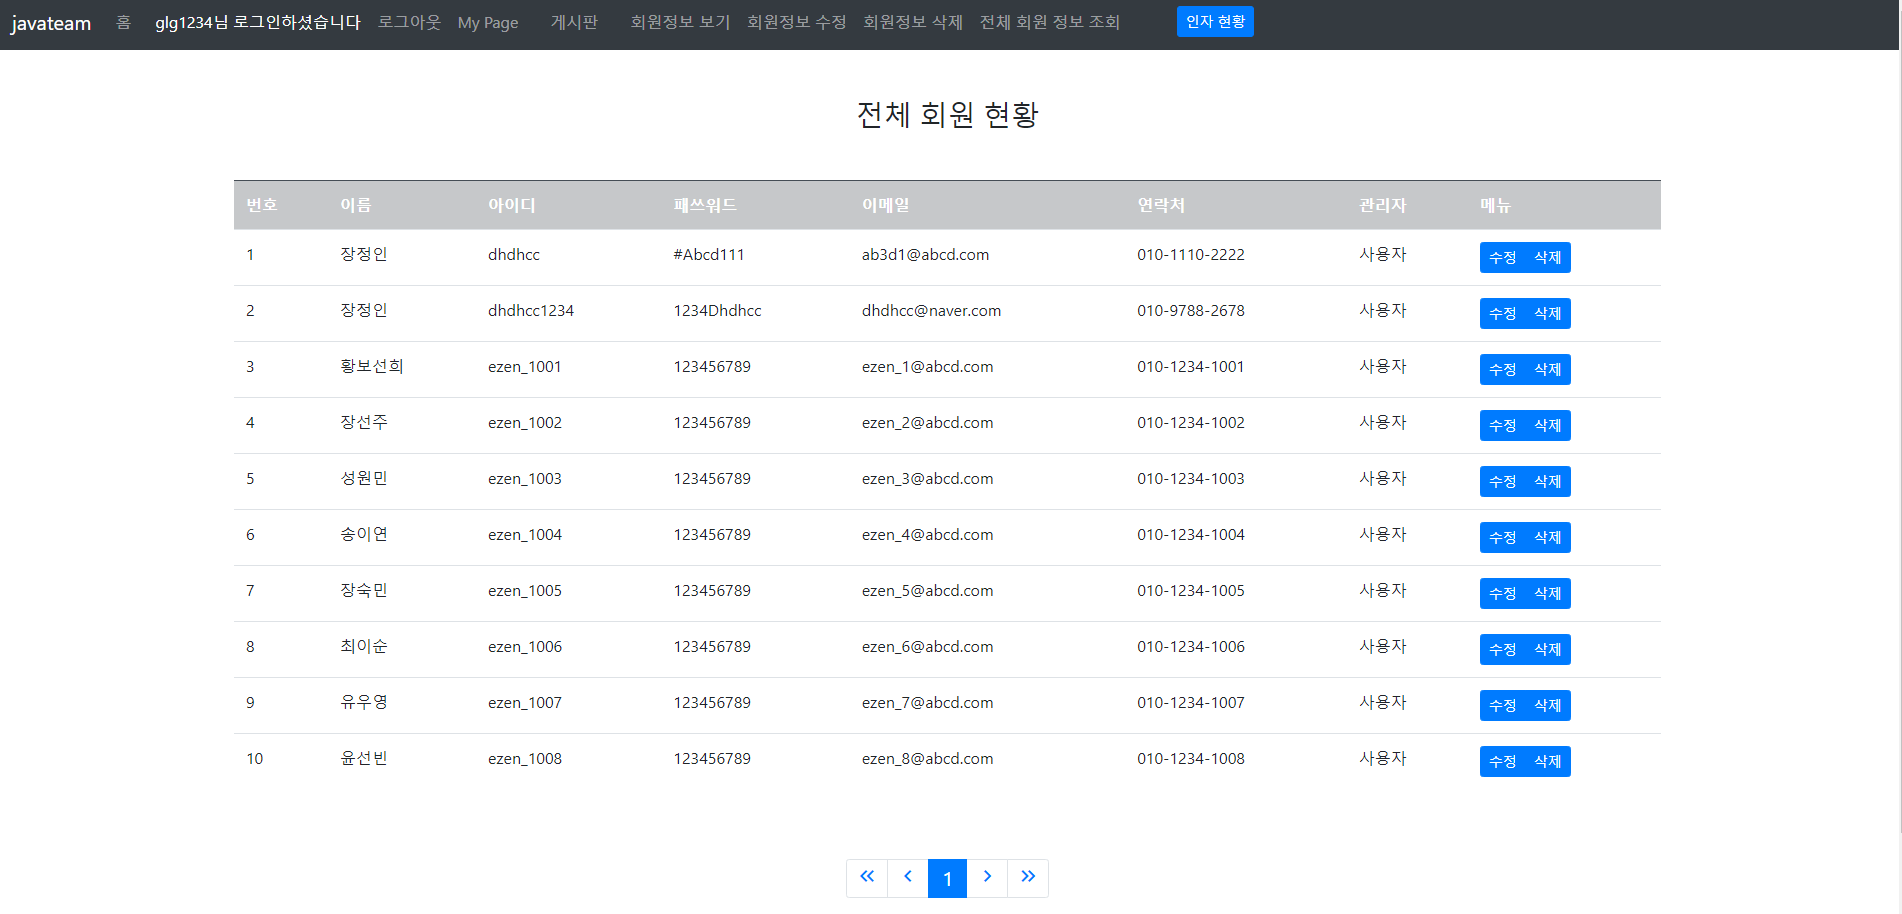 javateam 홈 glg1234님 로그인하셨습니다 로그아웃 My Page 게시판 회원정보 보기 회원정보 수정 회원정보 삭제 전체 회원 정보 조회 인자 현황
전체 회원 현황
번호 이름 아이디 패쓰워드 이메일 연락처 관리자 메뉴
1 장정인 dhdhcc #Abcd111 ab3d1@abcd.com 010-1110-2222 사용자 수정 삭제
2 장정인 dhdhcc1234 1234Dhdhcc dhdhcc@naver.com 010-9788-2678 사용자 수정 삭제
3 황보선희 ezen_1001 123456789 ezen_1@abcd.com 010-1234-1001 사용자 수정 삭제
4 장선주 ezen_1002 123456789 ezen_2@abcd.com 010-1234-1002 사용자 수정 삭제
5 성원민 ezen_1003 123456789 ezen_3@abcd.com 010-1234-1003 사용자 수정 삭제
6 송이연 ezen_1004 123456789 ezen_4@abcd.com 010-1234-1004 사용자 수정 삭제
7 장숙민 ezen_1005 123456789 ezen_5@abcd.com 010-1234-1005 사용자 수정 삭제
8 최이순 ezen_1006 123456789 ezen_6@abcd.com 010-1234-1006 사용자 수정 삭제
9 유우영 ezen_1007 123456789 ezen_7@abcd.com 010-1234-1007 사용자 수정 삭제
10 윤선빈 ezen_1008 123456789 ezen_8@abcd.com 010-1234-1008 사용자 수정 삭제
« ‹ 1 › »